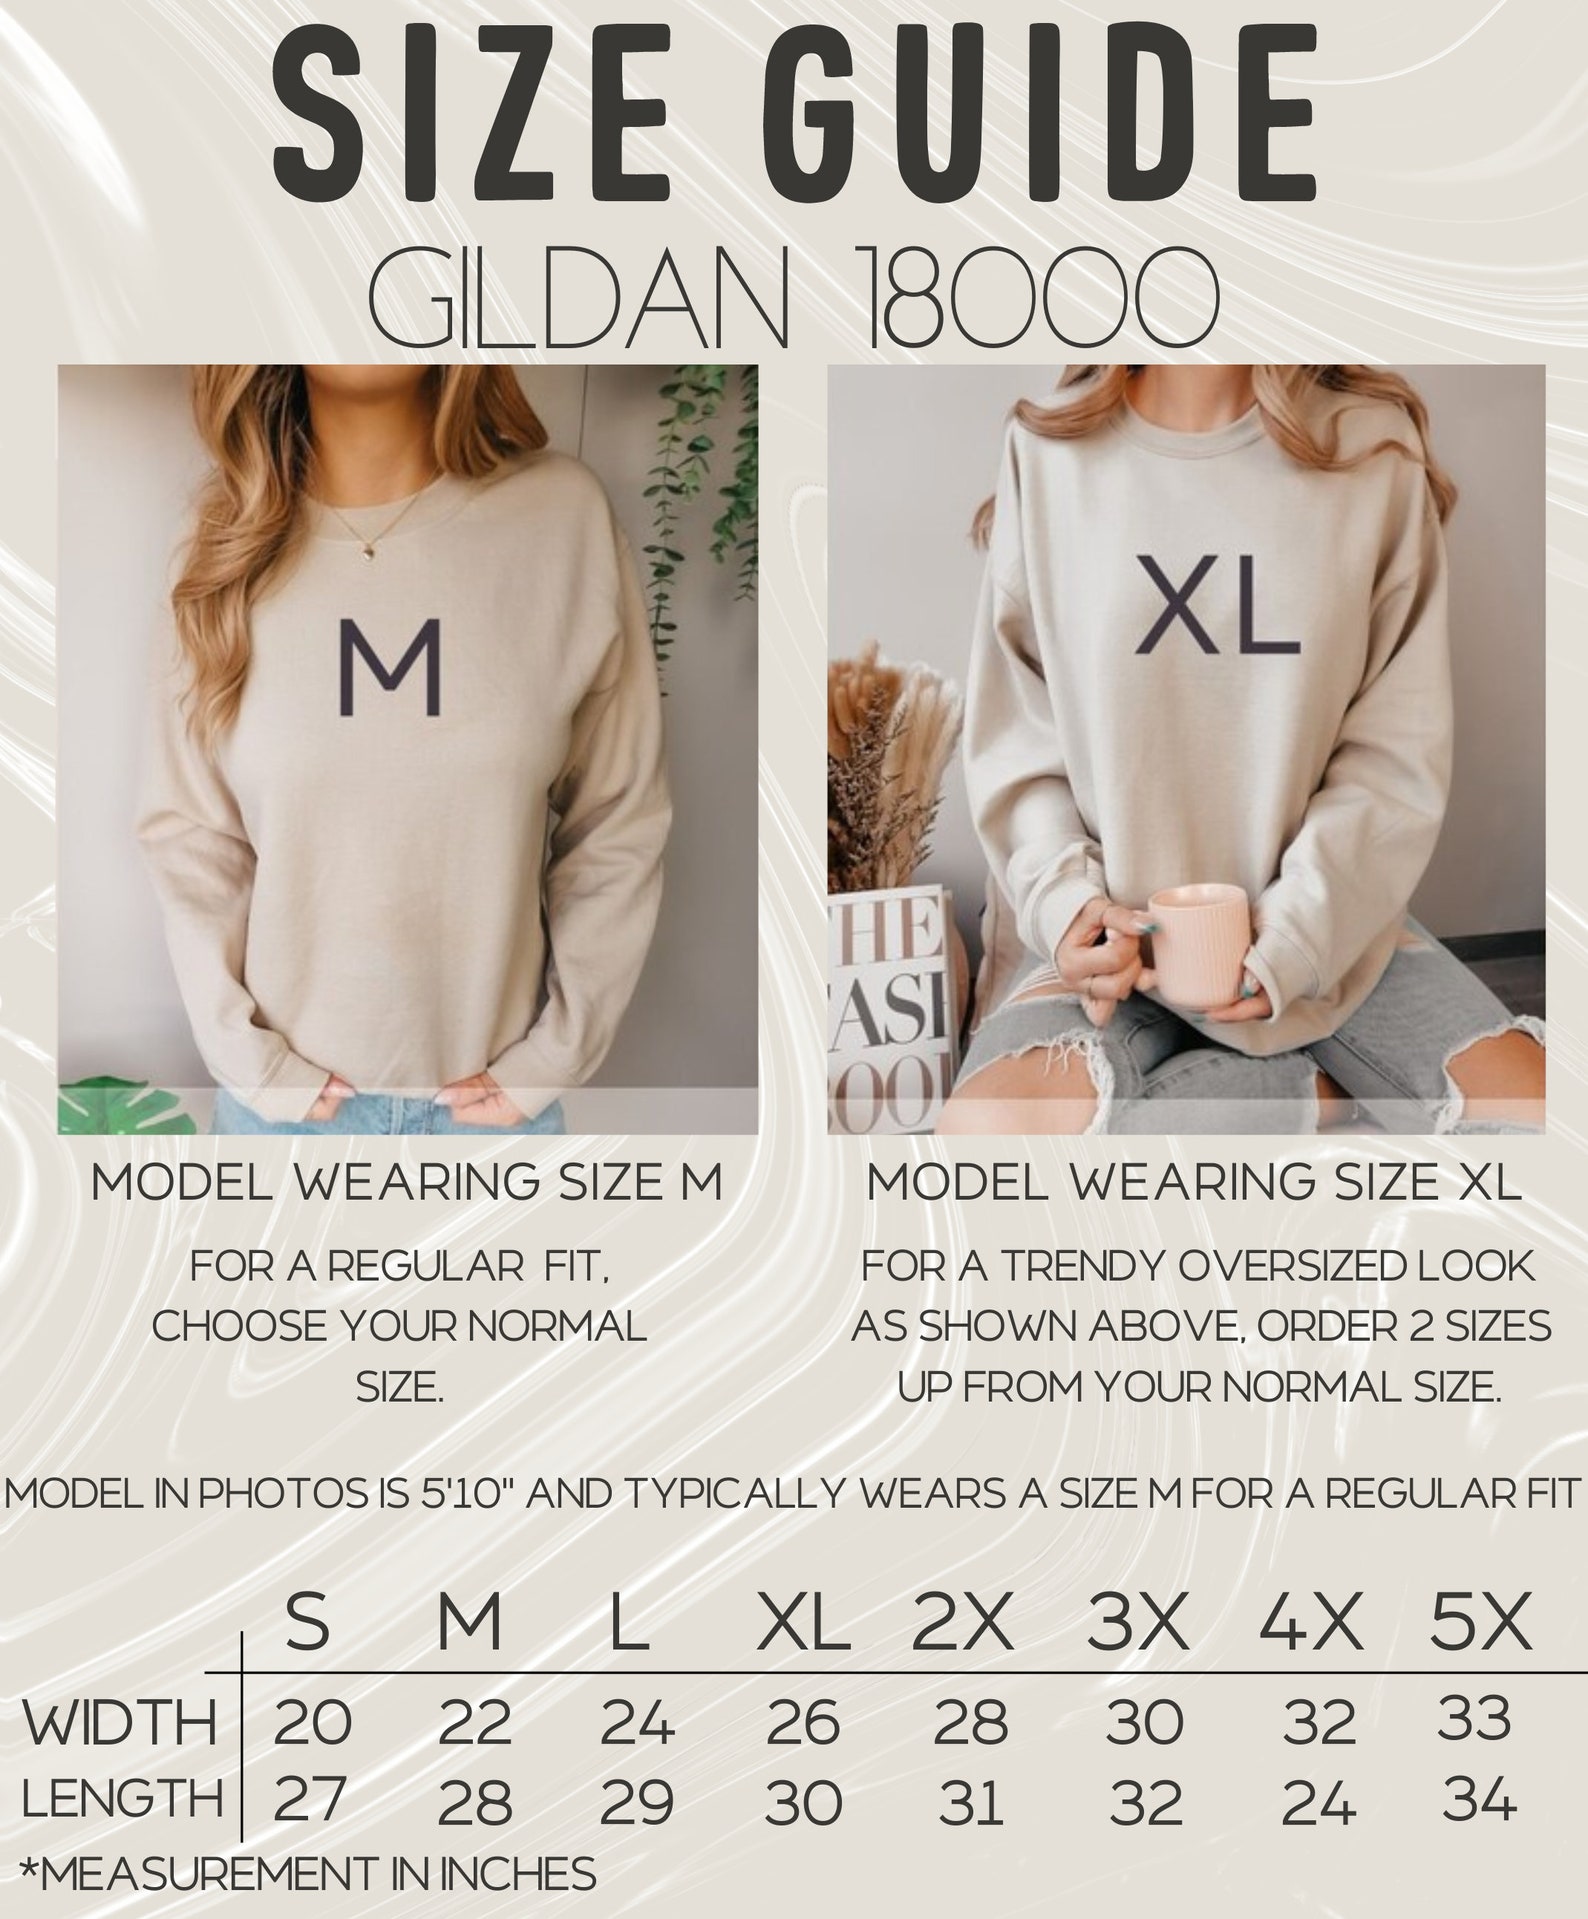 SIZE GUIDE
GILDAN 18000
M
XL
HE
ASH
OO
MODEL WEARING SIZE M
FOR A REGULAR FIT,
CHOOSE YOUR NORMAL
SIZE.
MODEL WEARING SIZE XL
FOR A TRENDY OVERSIZED LOOK
AS SHOWN ABOVE, ORDER 2 SIZES
UP FROM YOUR NORMAL SIZE.
MODEL IN PHOTOS IS 5'10" AND TYPICALLY WEARS A SIZE M FOR A REGULAR FIT
S M L XL 2X 3X 4X 5X
WIDTH 20 22 24 26 28 30 32 33
LENGTH 27 28 29 30 31 32 24 34
*MEASUREMENT IN INCHES